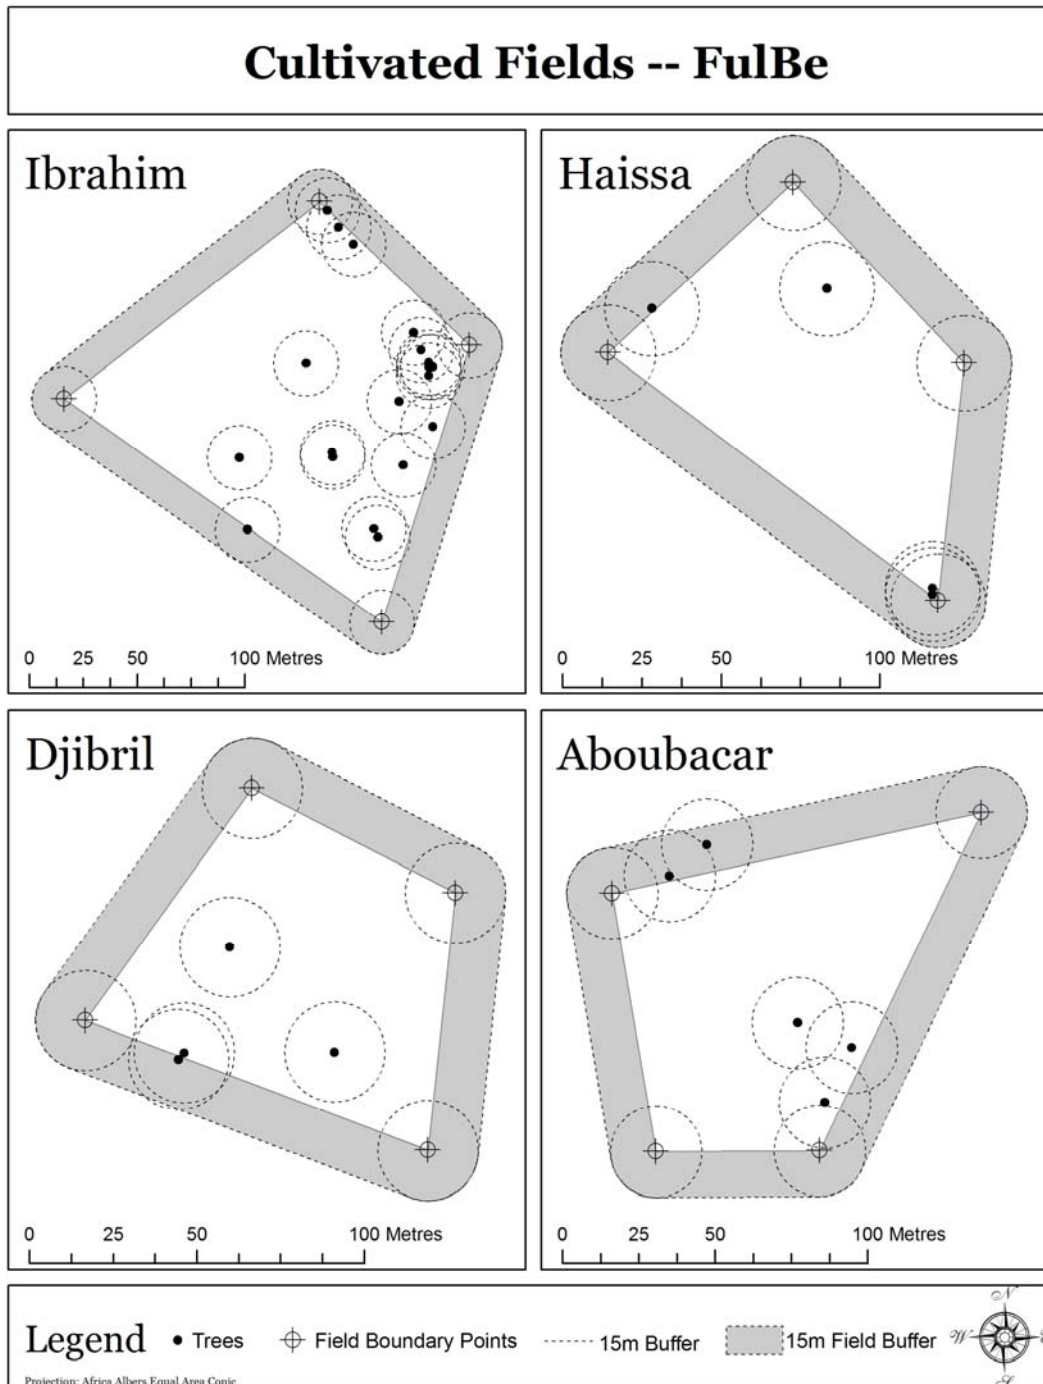 Cultivated Fields -- FulBe
Ibrahim
0 25 50 100 Metres
Haissa
0 25 50 100 Metres
Djibril
0 25 50 100 Metres
Aboubacar
0 25 50 100 Metres
Legend Trees Field Boundary Points 15m Buffer 15m Field Buffer
N
W
Projection: Africa Albers Equal Area Conic